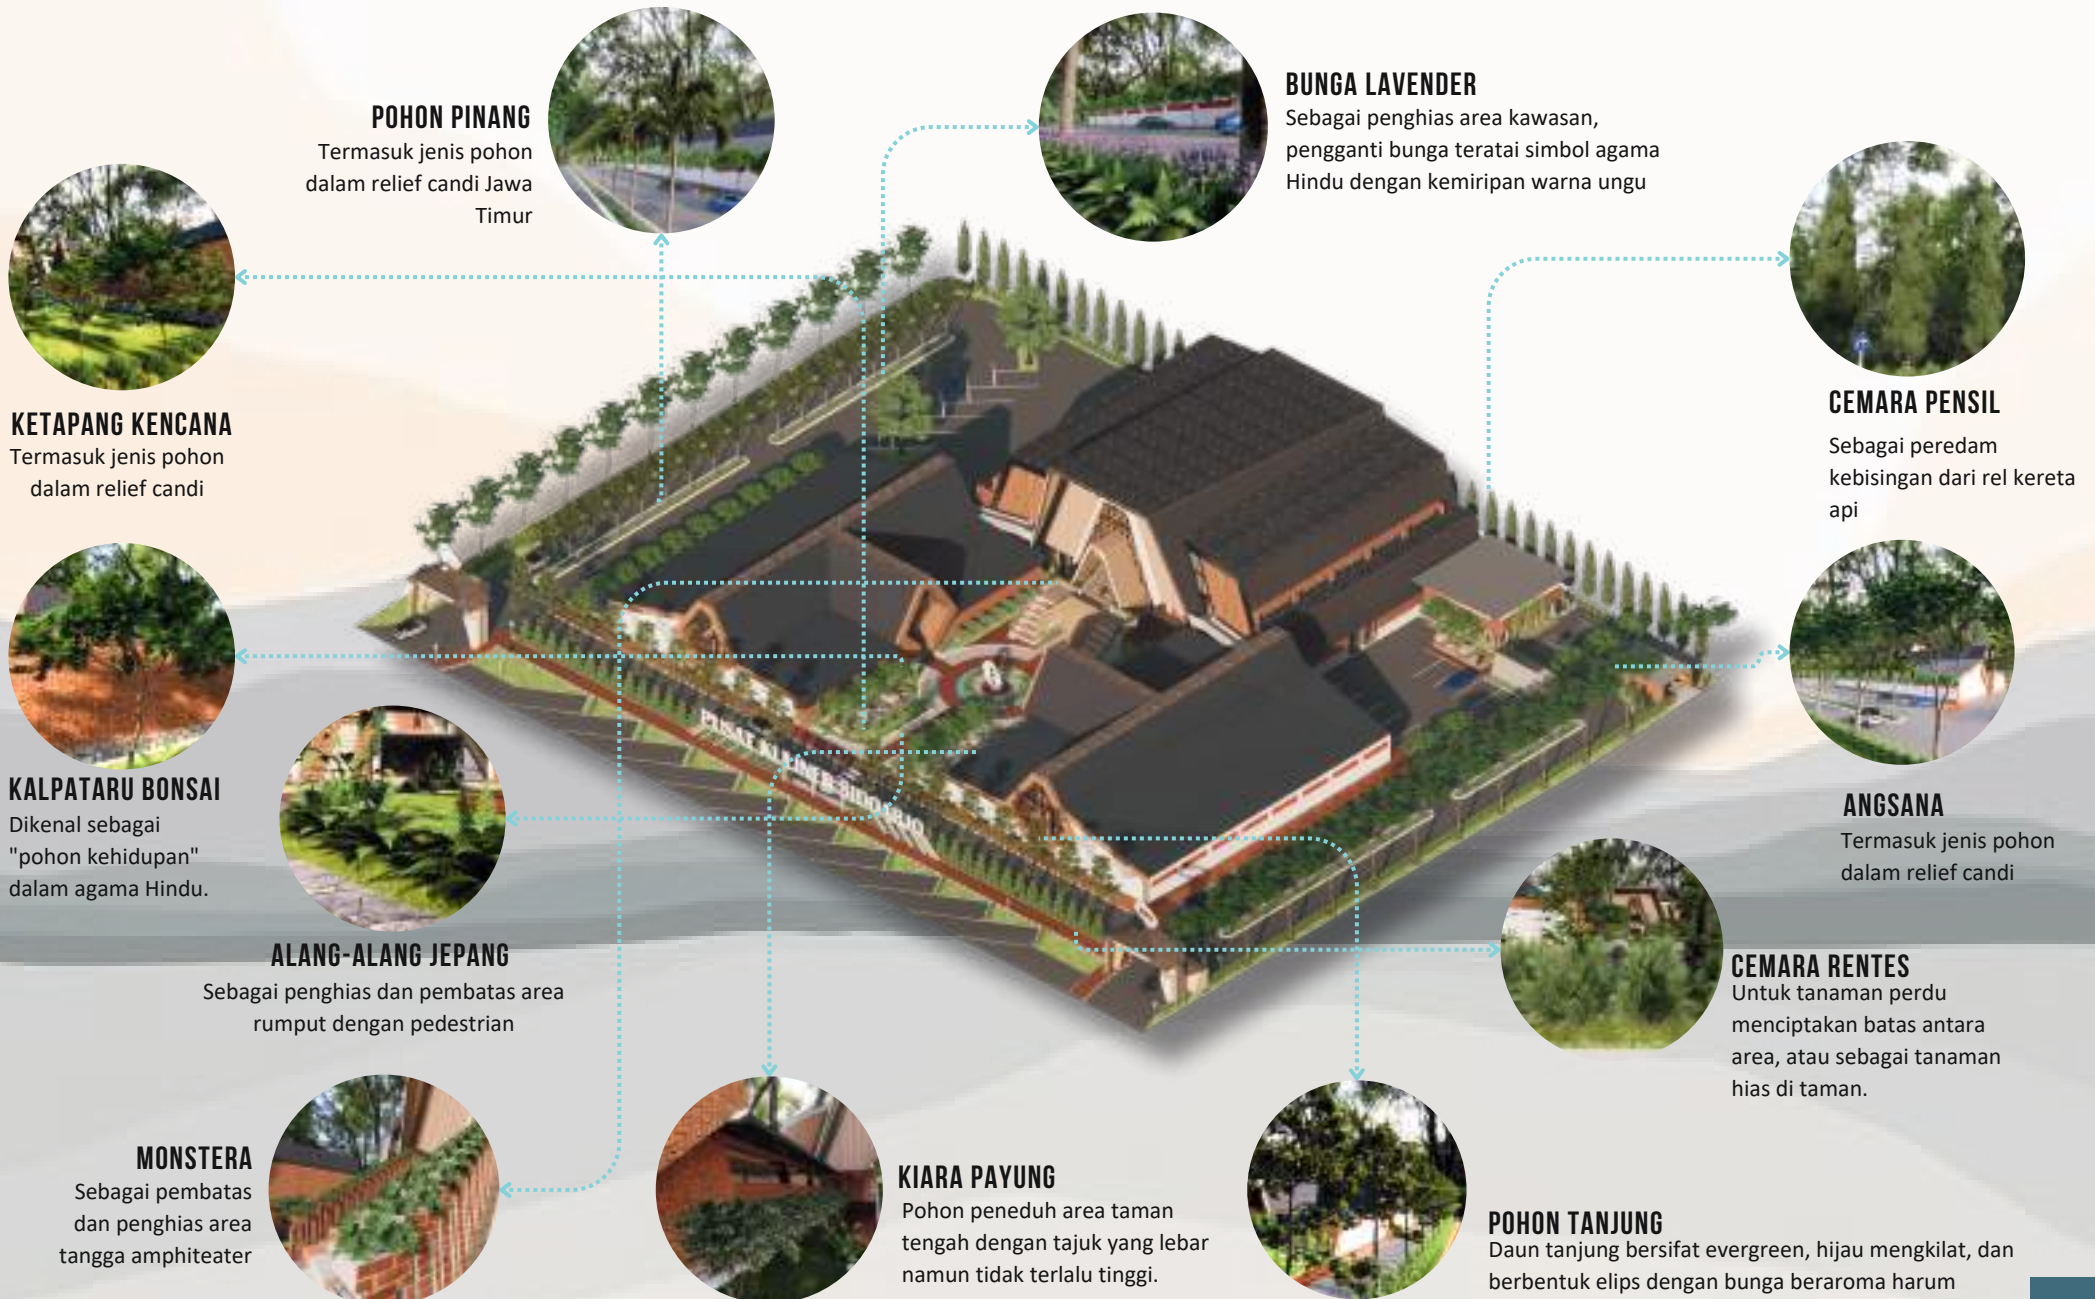 POHON PINANG
Termasuk jenis pohon
dalam relief candi Jawa
Timur
BUNGA LAVENDER
Sebagai penghias area kawasan,
pengganti bunga teratai simbol agama
Hindu dengan kemiripan warna ungu
KETAPANG KENCANA
Termasuk jenis pohon
dalam relief candi
CEMARA PENSIL
Sebagai peredam
kebisingan dari rel kereta
api
KALPATARU BONSAI
Dikenal sebagai
"pohon kehidupan"
dalam agama Hindu.
ANGSANA
Termasuk jenis pohon
dalam relief candi
PUSAT KULINER SIDOARJO
ALANG-ALANG JEPANG
Sebagai penghias dan pembatas area
rumput dengan pedestrian
CEMARA RENTES
Untuk tanaman perdu
menciptakan batas antara
area, atau sebagai tanaman
hias di taman.
MONSTERA
Sebagai pembatas
dan penghias area
tangga amphiteater
KIARA PAYUNG
Pohon peneduh area taman
tengah dengan tajuk yang lebar
namun tidak terlalu tinggi.
POHON TANJUNG
Daun tanjung bersifat evergreen, hijau mengkilat, dan
berbentuk elips dengan bunga beraroma harum